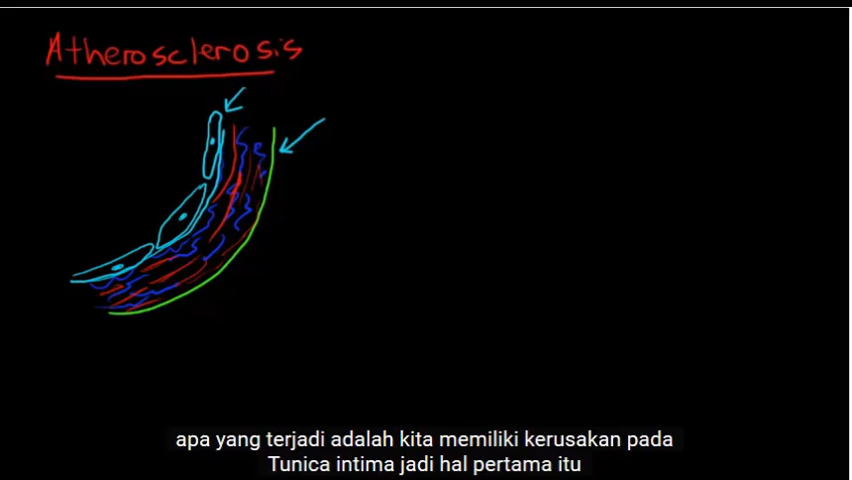 Atherosclerosis
apa yang terjadi adalah kita memiliki kerusakan pada
Tunica intima jadi hal pertama itu